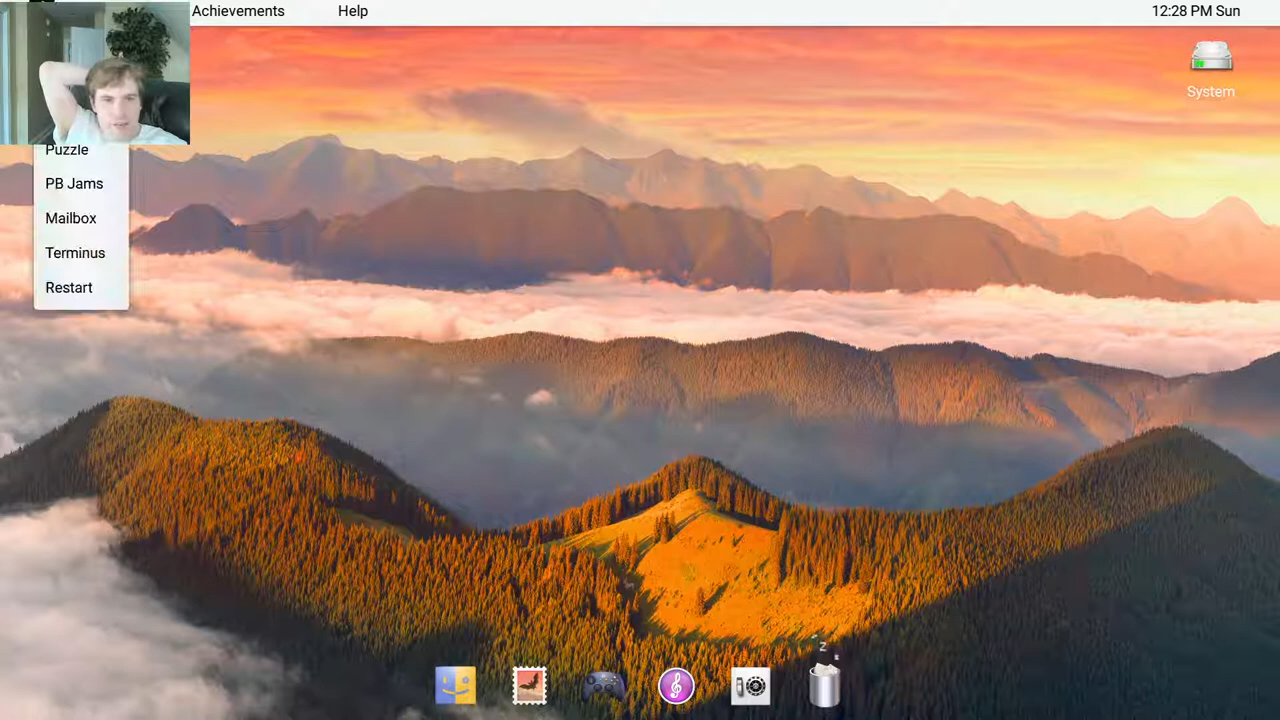 Achievements
Help
12:28 PM Sun
System
Puzzle
PB Jams
Mailbox
Terminus
Restart
z